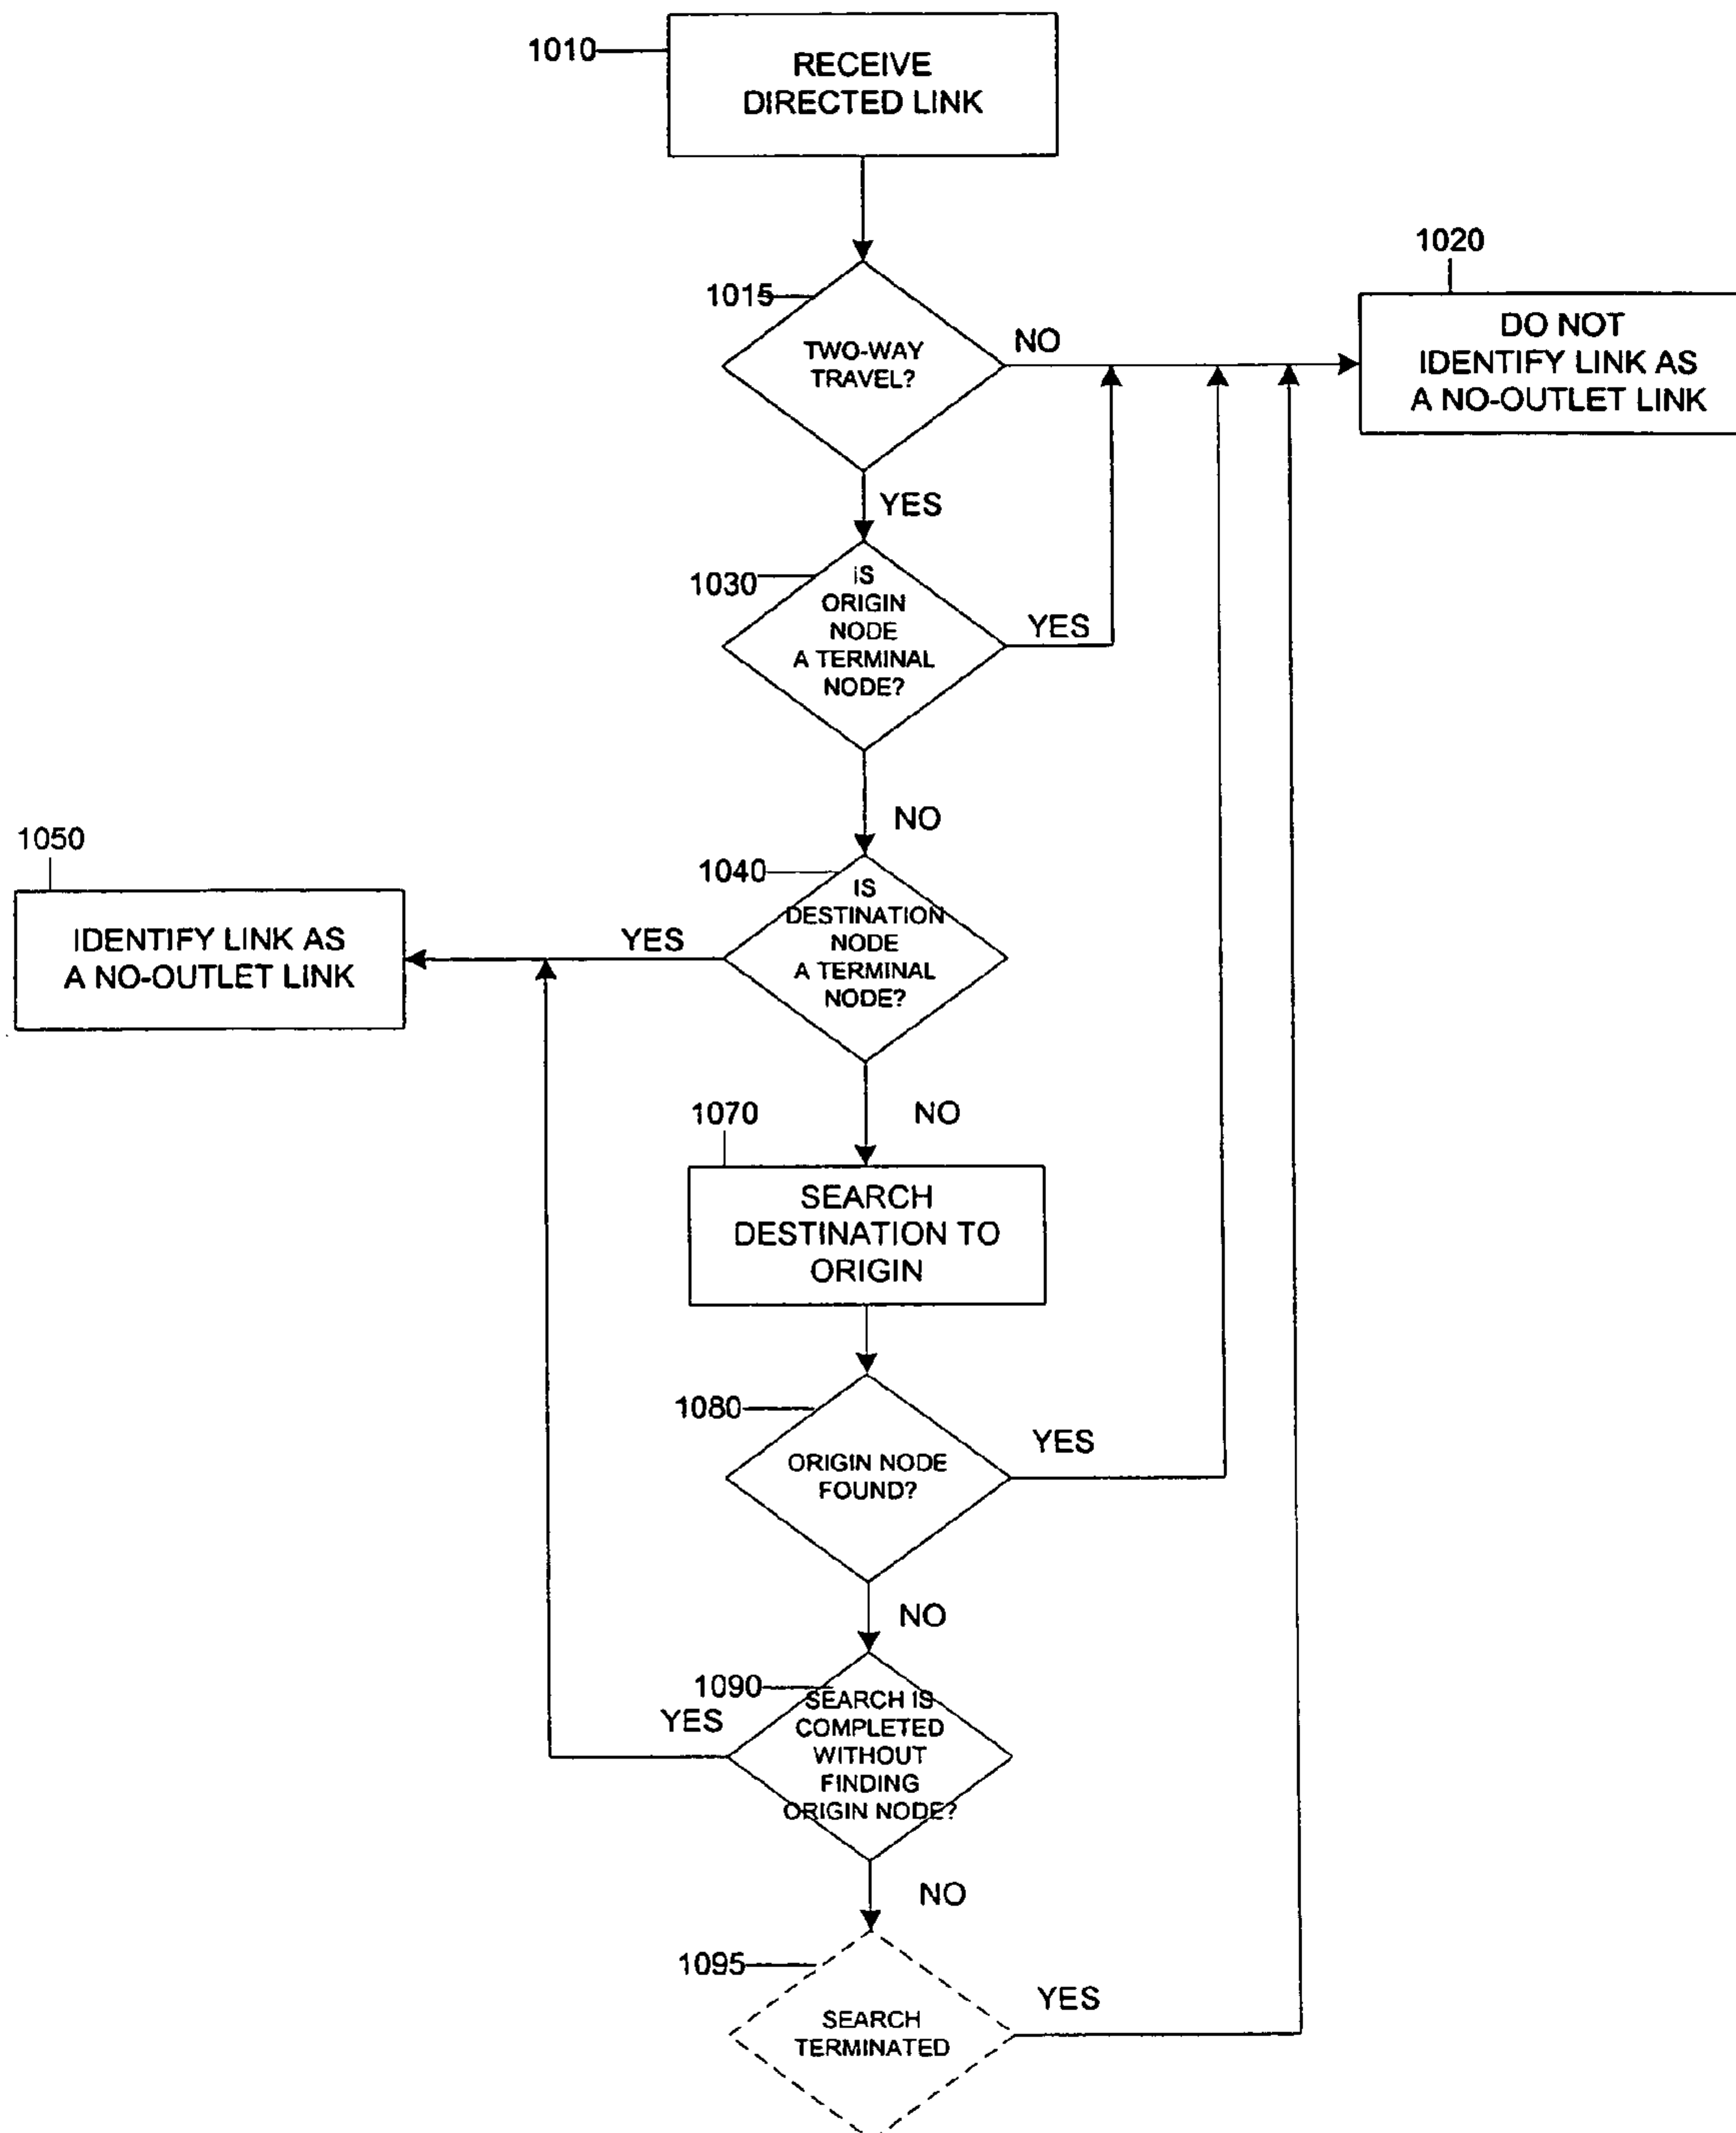 1010
RECEIVE
DIRECTED LINK
1020
1015
TWO-WAY
TRAVEL?
NO
DO NOT
IDENTIFY LINK AS
A NO-OUTLET LINK
YES
1030
IS
ORIGIN
NODE
A TERMINAL
NODE?
YES
NO
1050
1040
IS
DESTINATION
NODE
A TERMINAL
NODE?
YES
IDENTIFY LINK AS
A NO-OUTLET LINK
NO
1070
SEARCH
DESTINATION TO
ORIGIN
1080
ORIGIN NODE
FOUND?
YES
NO
1090
SEARCH IS
COMPLETED
WITHOUT
FINDING
ORIGIN NODE?
YES
NO
1095
SEARCH
TERMINATED
YES